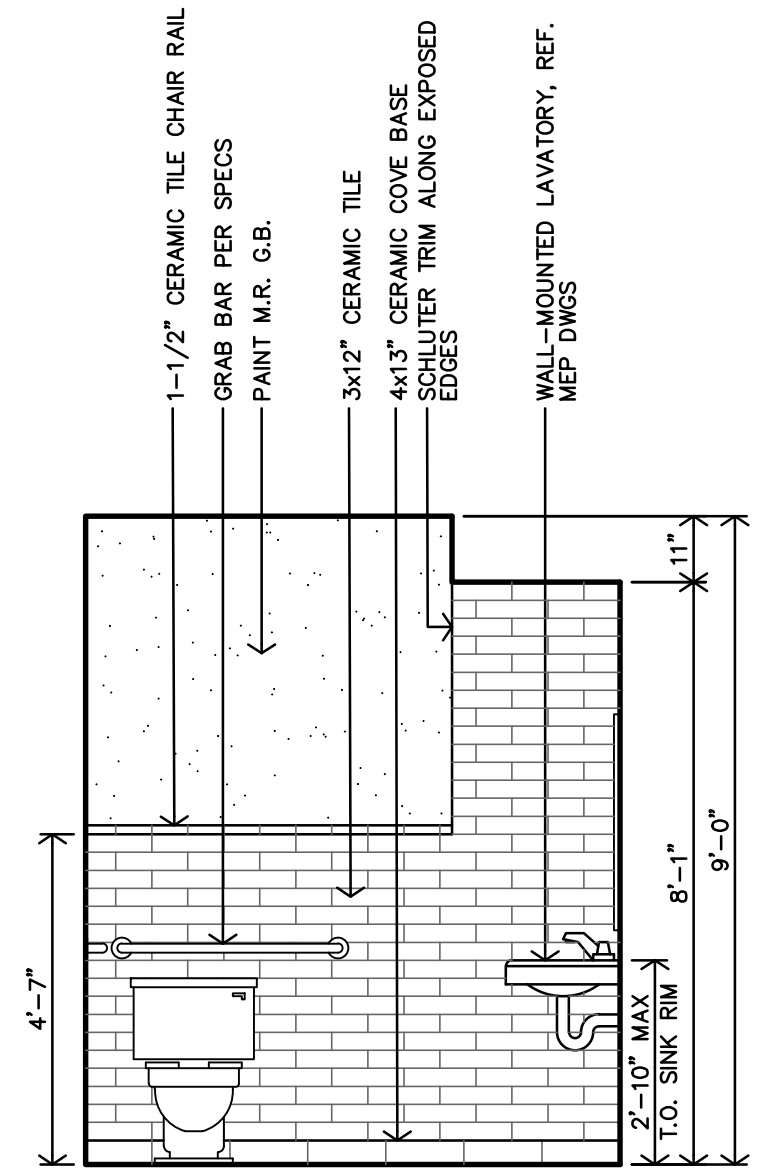 1-1/2" CERAMIC TILE CHAIR RAIL
GRAB BAR PER SPECS
PAINT M.R. G.B.
3x12" CERAMIC TILE
4x13" CERAMIC COVE BASE
SCHLUTER TRIM ALONG EXPOSED
EDGES
WALL-MOUNTED LAVATORY, REF.
MEP DWGS
4'-7"
11"
8'-1"
9'-0"
2'-10" MAX
T.O. SINK RIM